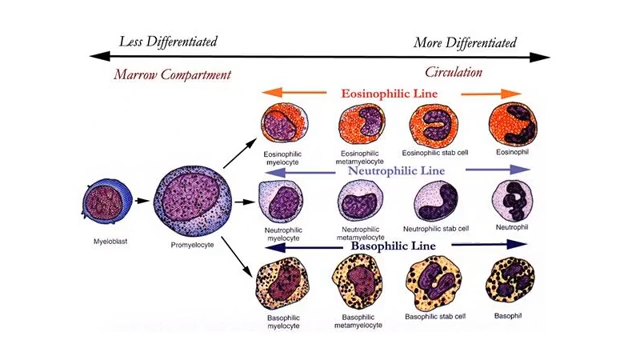 Less Differentiated
More Differentiated
Marrow Compartment
Circulation
Eosinophilic Line
Eosinophilic
myelocyte
Eosinophilic
metamyelocyte
Eosinophilic stab cell
Eosinophil
Neutrophilic Line
Myeloblast
Promyelocyte
Neutrophilic
myelocyte
Neutrophilic
metamyelocyte
Neutrophilic stab cell
Neutrophil
Basophilic Line
Basophilic
myelocyte
Basophilic
metamyelocyte
Basophilic stab cell
Basophil